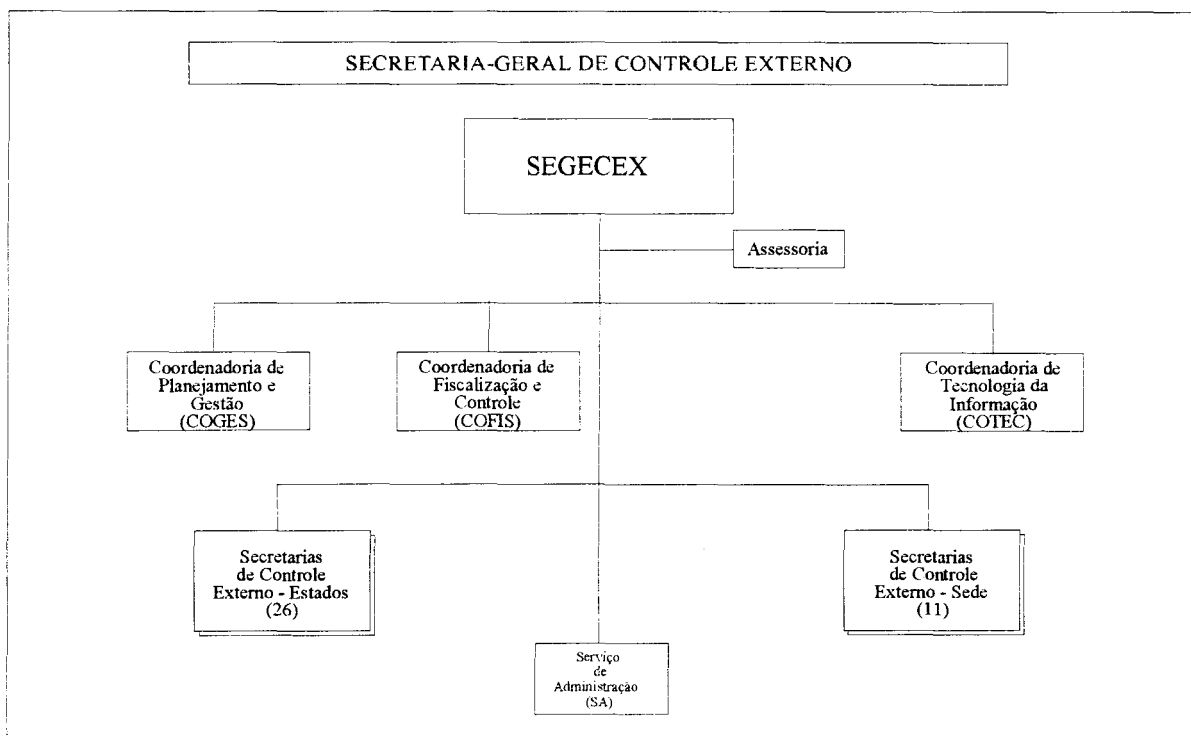 SECRETARIA-GERAL DE CONTROLE EXTERNO
SEGECEX
Assessoria
Coordenadoria de
Planejamento e
Gestão
(COGES)
Coordenadoria de
Fiscalização e
Controle
(COFIS)
Coordenadoria de
Tecnologia da
Informação
(COTEC)
Secretarias
de Controle
Externo - Estados
(26)
Secretarias
de Controle
Externo - Sede
(11)
Serviço
de
Administração
(SA)